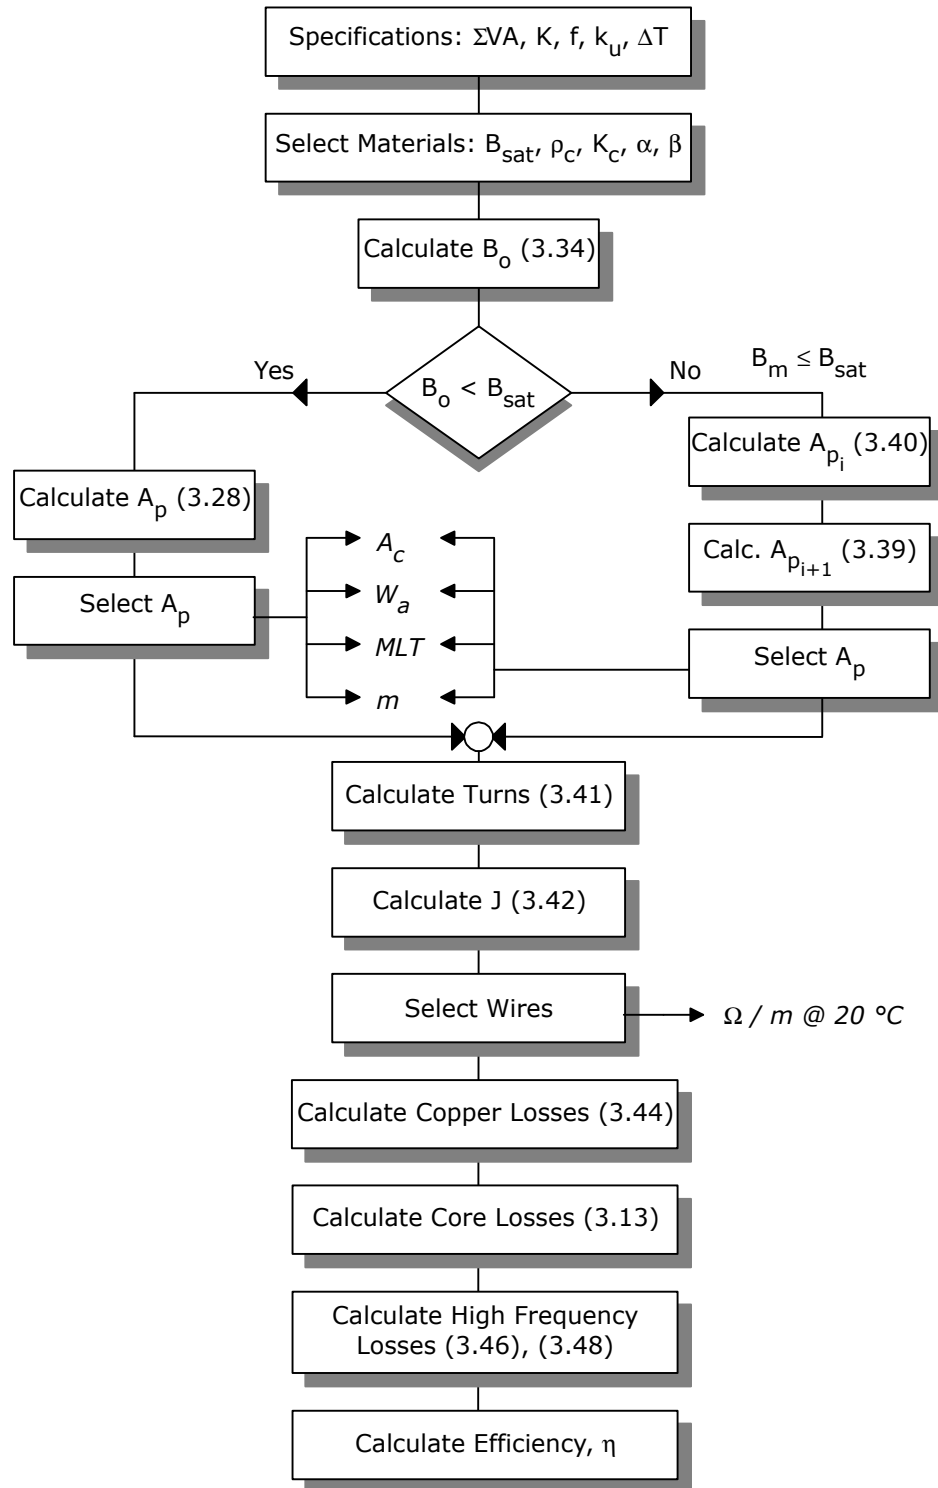 Specifications: ΣVA, K, f, k_u, ΔT
Select Materials: B_sat, ρ_c, K_c, α, β
Calculate B_o (3.34)
Yes
B_o < B_sat
No
B_m ≤ B_sat
Calculate A_p (3.28)
Select A_p
Calculate A_p_i (3.40)
Calc. A_p_i+1 (3.39)
Select A_p
A_c
W_a
MLT
m
Calculate Turns (3.41)
Calculate J (3.42)
Select Wires
Ω / m @ 20 °C
Calculate Copper Losses (3.44)
Calculate Core Losses (3.13)
Calculate High Frequency
Losses (3.46), (3.48)
Calculate Efficiency, η